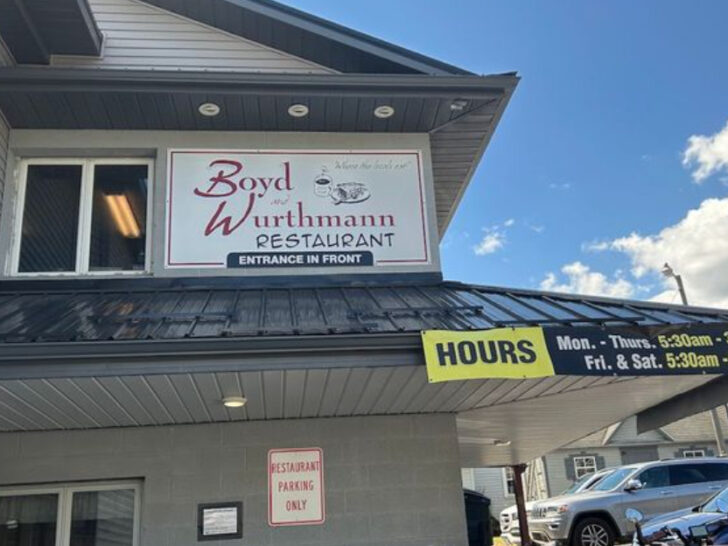 "Where the locals eat"
Boyd
and
Wurthmann
RESTAURANT
ENTRANCE IN FRONT
HOURS
Mon. - Thurs. 5:30am -
Fri. & Sat. 5:30am -
RESTAURANT
PARKING
ONLY